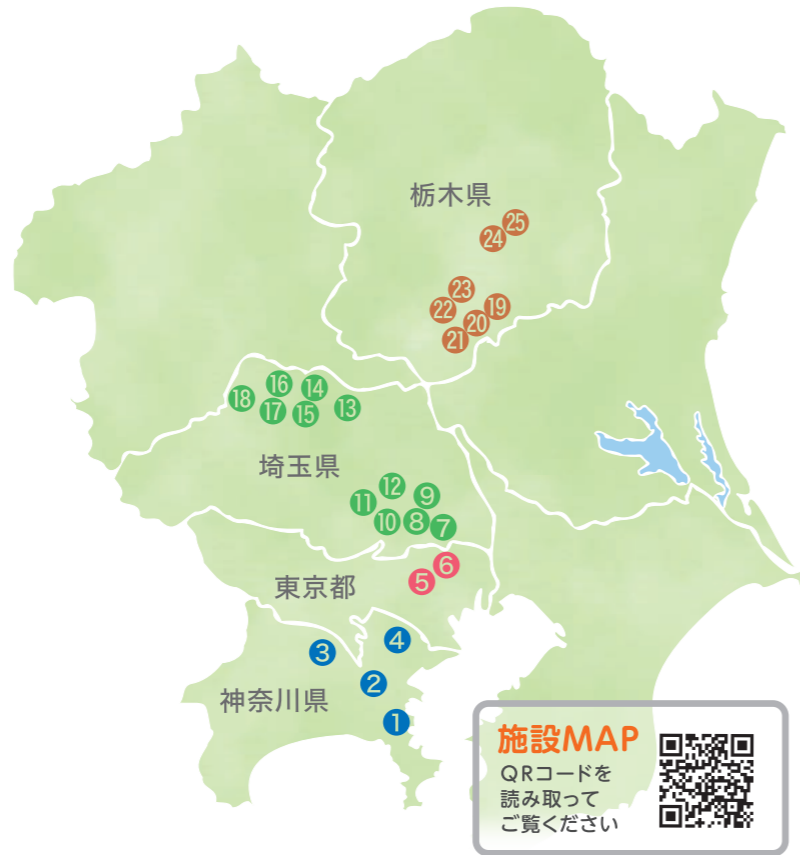 栃木県
㉕
㉔
㉓
㉒ ⑲
⑳
㉑
⑯ ⑭
⑱ ⑰ ⑮ ⑬
埼玉県
⑫ ⑨
⑪
⑩ ⑧ ⑦
東京都
⑥
⑤
④
③
②
神奈川県
①
施設MAP
QRコードを
読み取って
ご覧ください